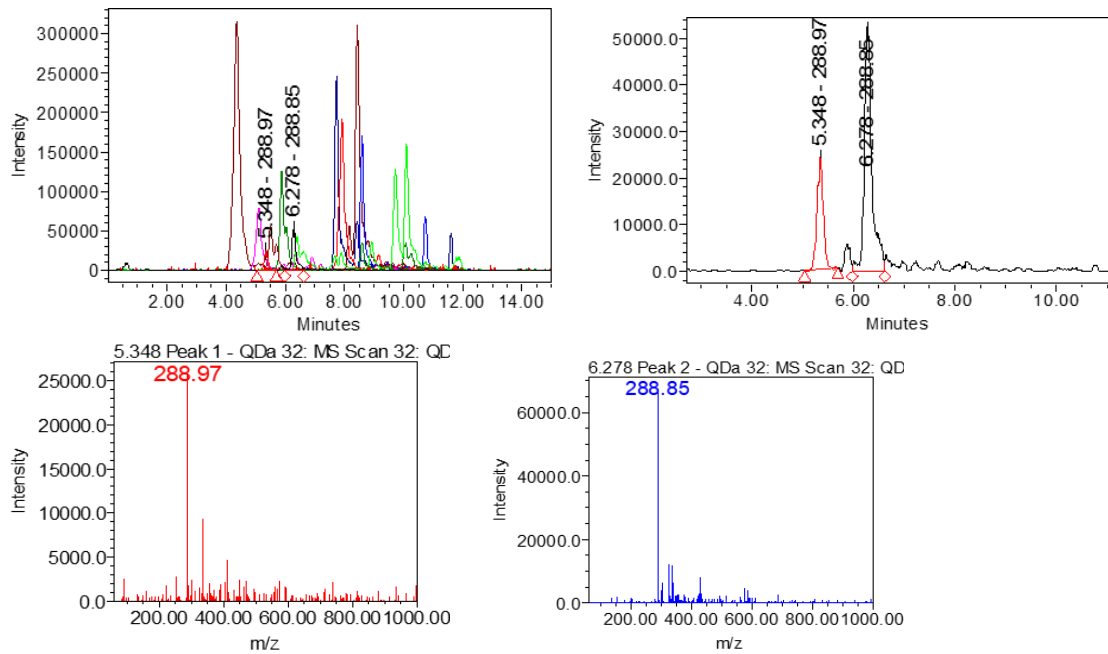 300000
250000
200000
150000
100000
50000
0
Intensity
5.348 - 288.97
6.278 - 288.85
2.00 4.00 6.00 8.00 10.00 12.00 14.00
Minutes
50000.0
40000.0
30000.0
20000.0
10000.0
0.0
Intensity
5.348 - 288.97
6.278 - 288.85
4.00 6.00 8.00 10.00
Minutes
5.348 Peak 1 - QDa 32: MS Scan 32: QD
288.97
25000.0
20000.0
15000.0
10000.0
5000.0
0.0
Intensity
200.00 400.00 600.00 800.00 1000.00
m/z
6.278 Peak 2 - QDa 32: MS Scan 32: QD
288.85
60000.0
40000.0
20000.0
0.0
Intensity
200.00 400.00 600.00 800.00 1000.00
m/z